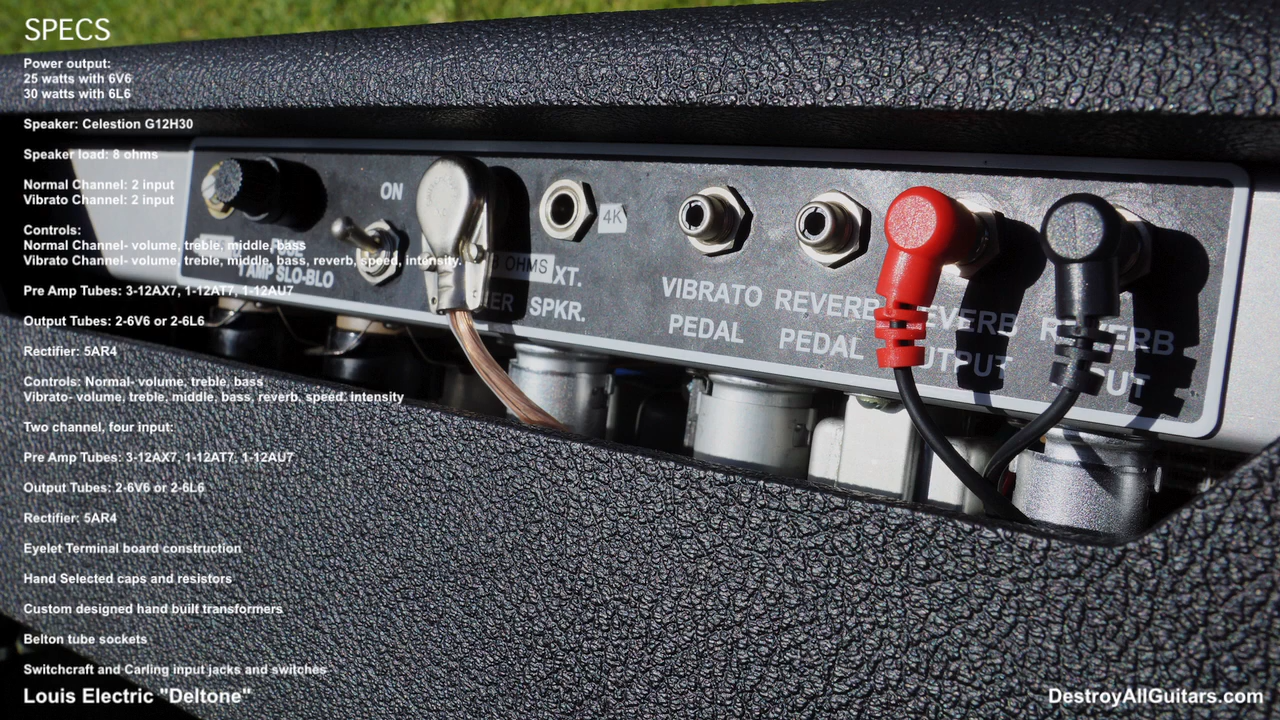 SPECS
Power output:
25 watts with 6V6
30 watts with 6L6
Speaker: Celestion G12H30
Speaker load: 8 ohms
Normal Channel: 2 input
Vibrato Channel: 2 input
Controls:
Normal Channel- volume, treble, middle, bass
Vibrato Channel- volume, treble, middle, bass, reverb, speed, intensity.
Pre Amp Tubes: 3-12AX7, 1-12AT7, 1-12AU7
Output Tubes: 2-6V6 or 2-6L6
Rectifier: 5AR4
Controls: Normal- volume, treble, bass
Vibrato- volume, treble, middle, bass, reverb, speed. Intensity
Two channel, four input:
Pre Amp Tubes: 3-12AX7, 1-12AT7, 1-12AU7
Output Tubes: 2-6V6 or 2-6L6
Rectifier: 5AR4
Eyelet Terminal board construction
Hand Selected caps and resistors
Custom designed hand built transformers
Belton tube sockets
Switchcraft and Carling input jacks and switches
Louis Electric "Deltone"
ON
4K
1 AMP SLO-BLO
8 OHMS
SPKR.
VIBRATO
PEDAL
REVERB
PEDAL
DestroyAllGuitars.com